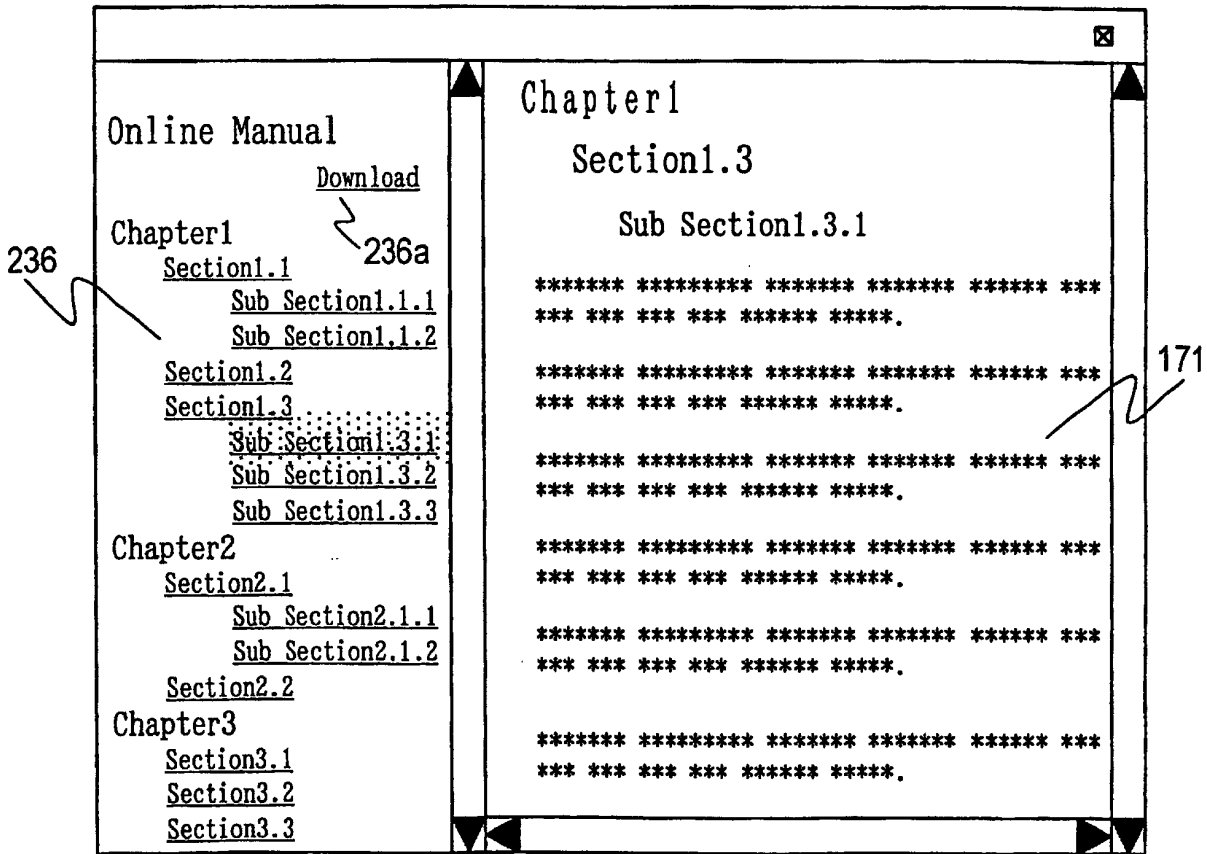 Online Manual
Download
236a
236
Chapter1
Section1.1
Sub Section1.1.1
Sub Section1.1.2
Section1.2
Section1.3
Sub Section1.3.1
Sub Section1.3.2
Sub Section1.3.3
Chapter2
Section2.1
Sub Section2.1.1
Sub Section2.1.2
Section2.2
Chapter3
Section3.1
Section3.2
Section3.3
Chapter1
Section1.3
Sub Section1.3.1
******* ********* ******* ******* ****** ***
*** *** *** *** ****** *****.
******* ********* ******* ******* ****** ***
*** *** *** *** ****** *****.
******* ********* ******* ******* ****** ***
*** *** *** *** ****** *****.
******* ********* ******* ******* ****** ***
*** *** *** *** ****** *****.
******* ********* ******* ******* ****** ***
*** *** *** *** ****** *****.
******* ********* ******* ******* ****** ***
*** *** *** *** ****** *****.
171